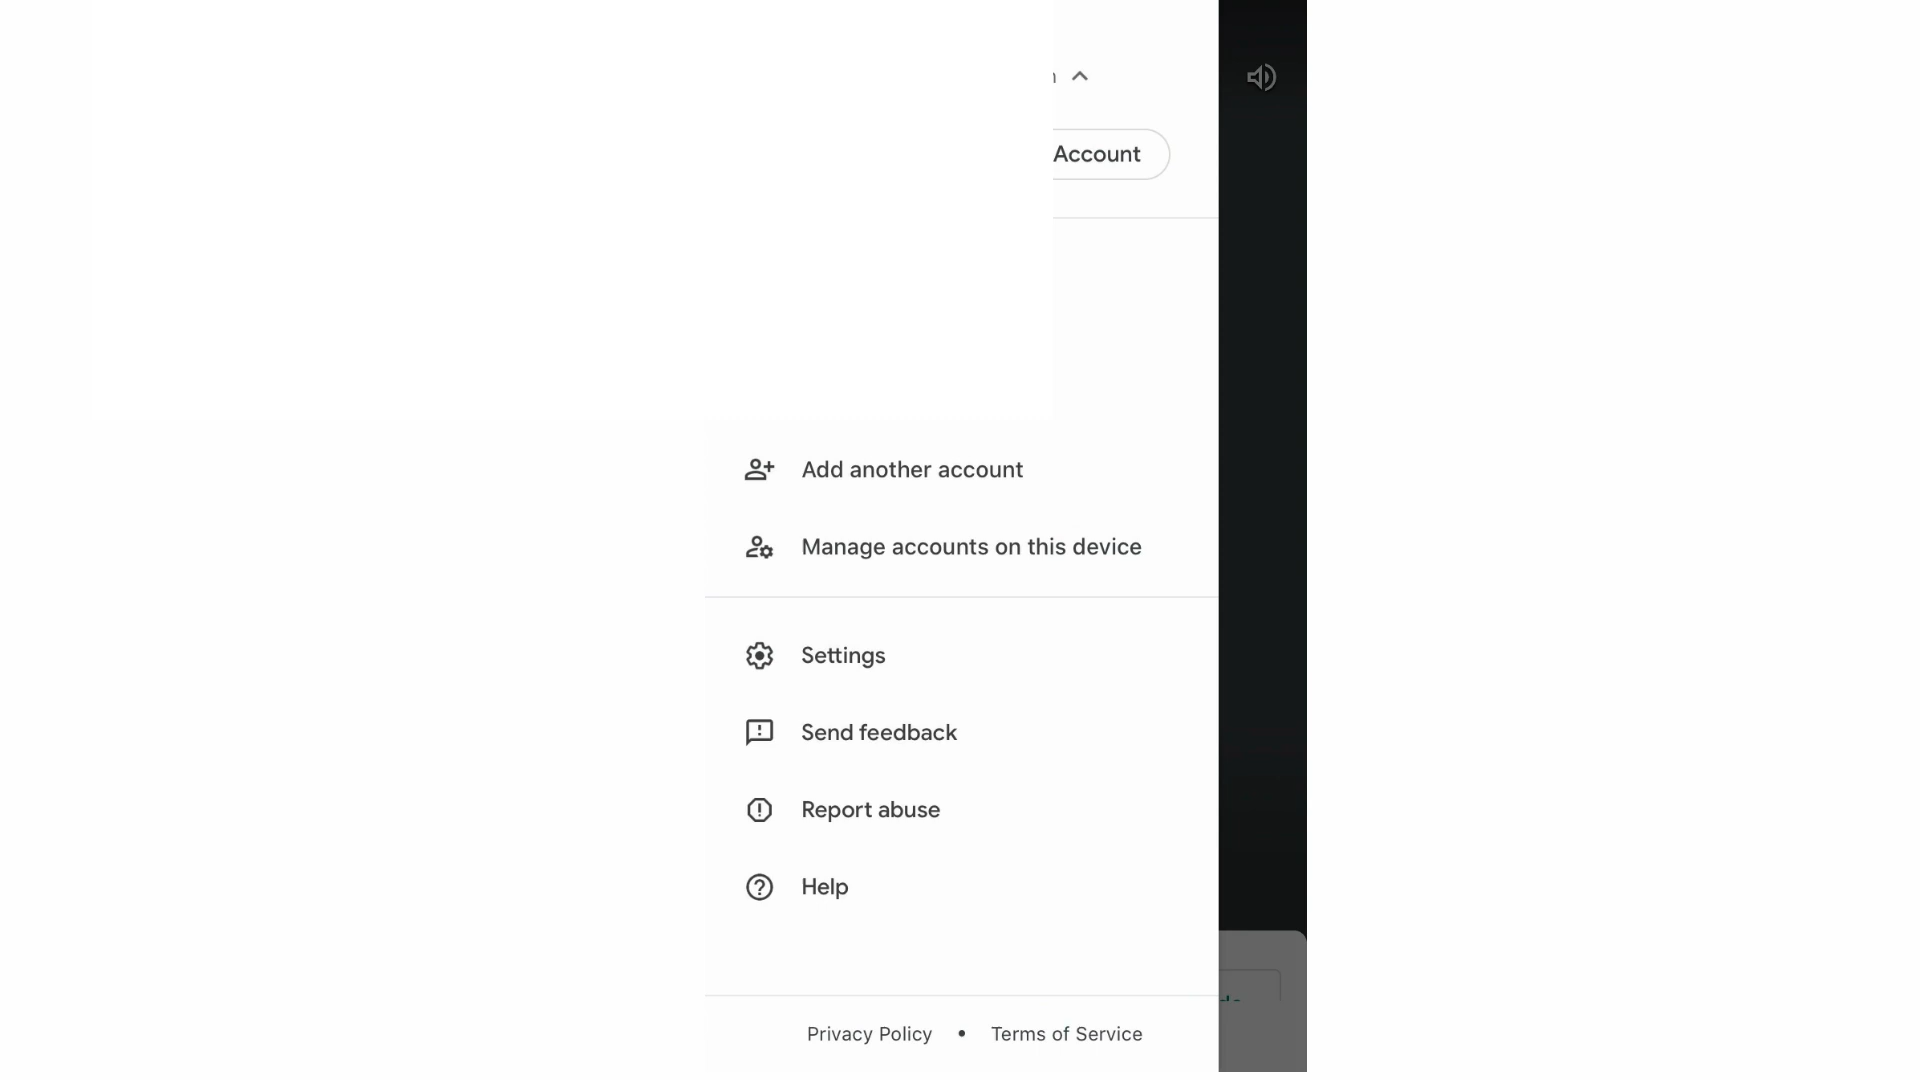 Account
Add another account
Manage accounts on this device
Settings
Send feedback
Report abuse
Help
Privacy Policy • Terms of Service